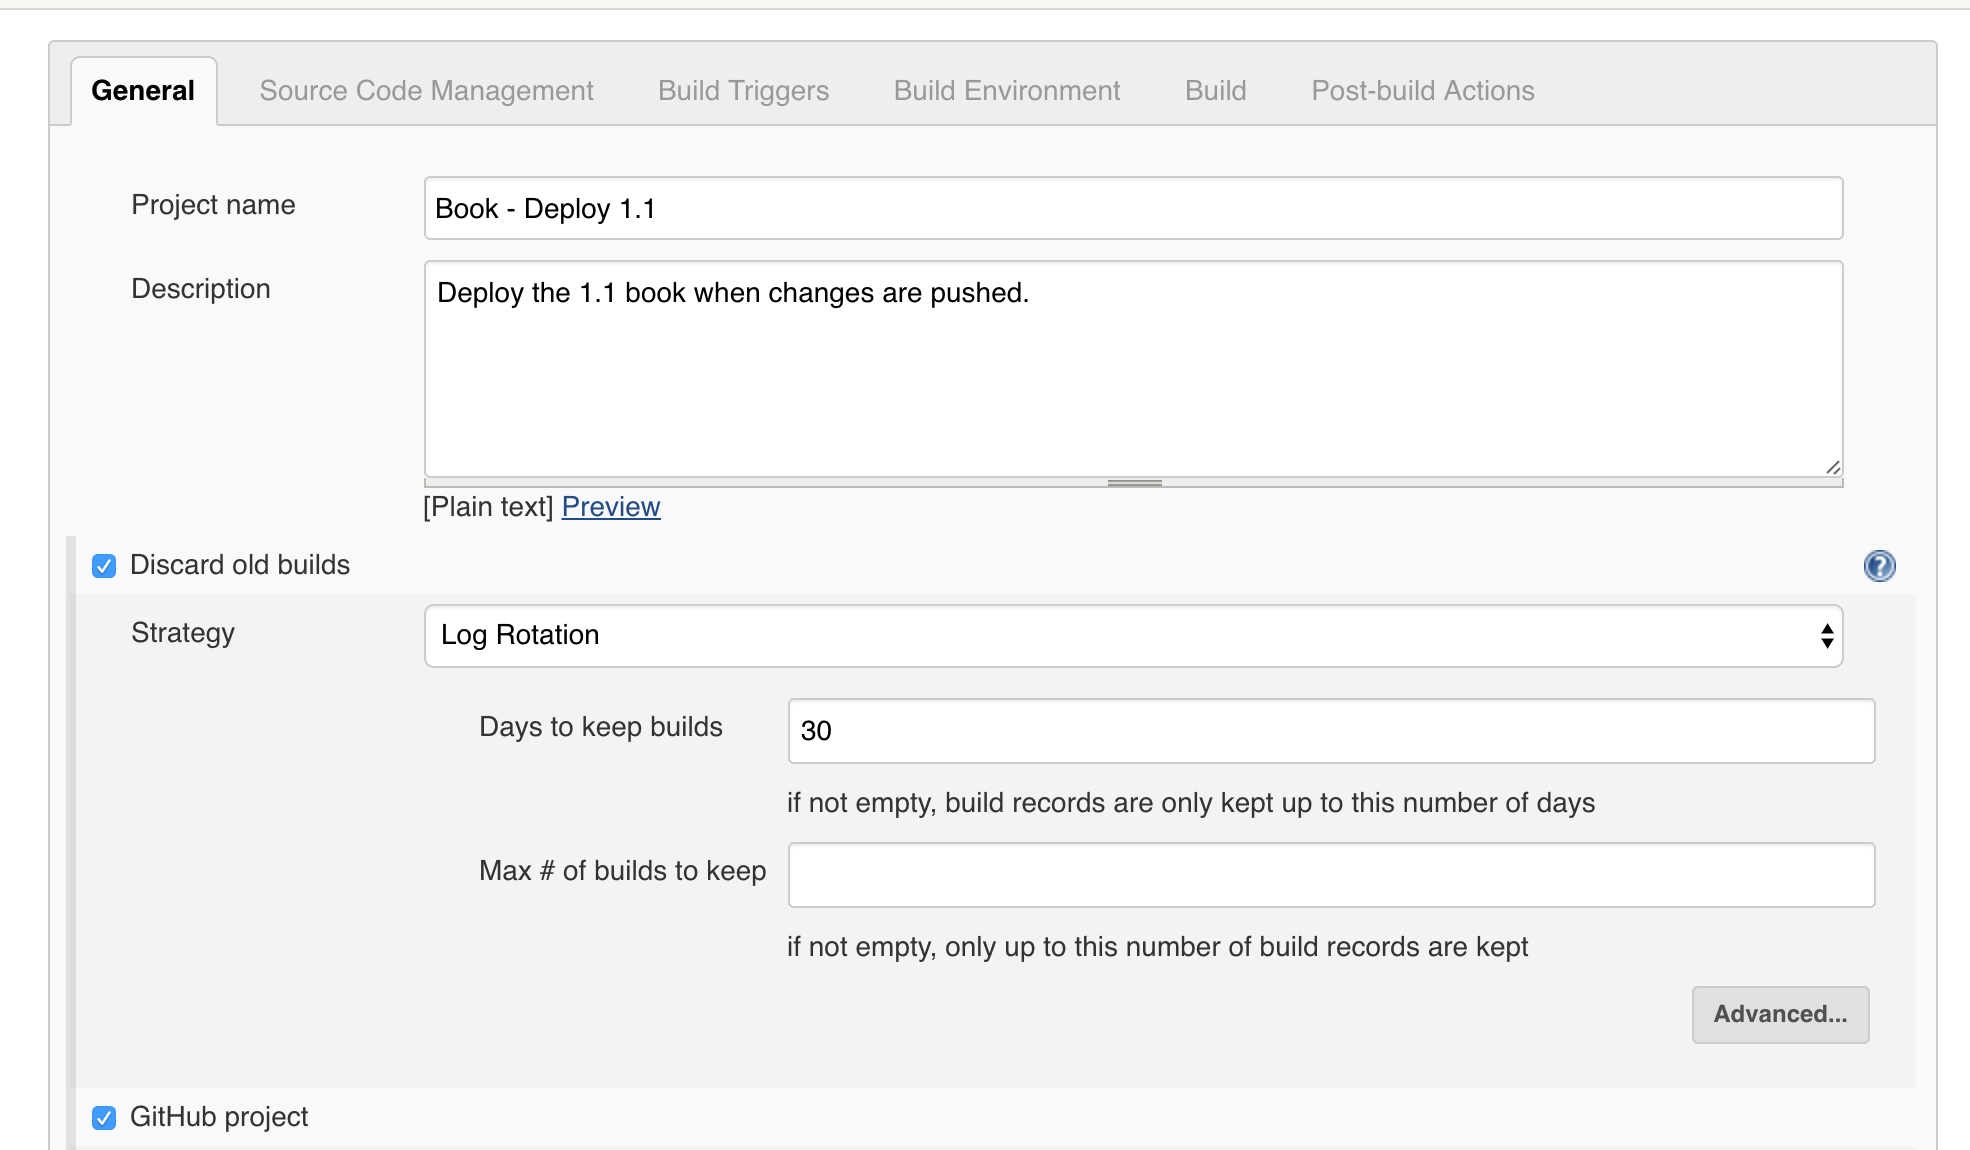 General Source Code Management Build Triggers Build Environment Build Post-build Actions
Project name Book - Deploy 1.1
Description Deploy the 1.1 book when changes are pushed.
[Plain text] Preview
Discard old builds ?
Strategy Log Rotation
Days to keep builds 30
if not empty, build records are only kept up to this number of days
Max # of builds to keep
if not empty, only up to this number of build records are kept
Advanced...
GitHub project